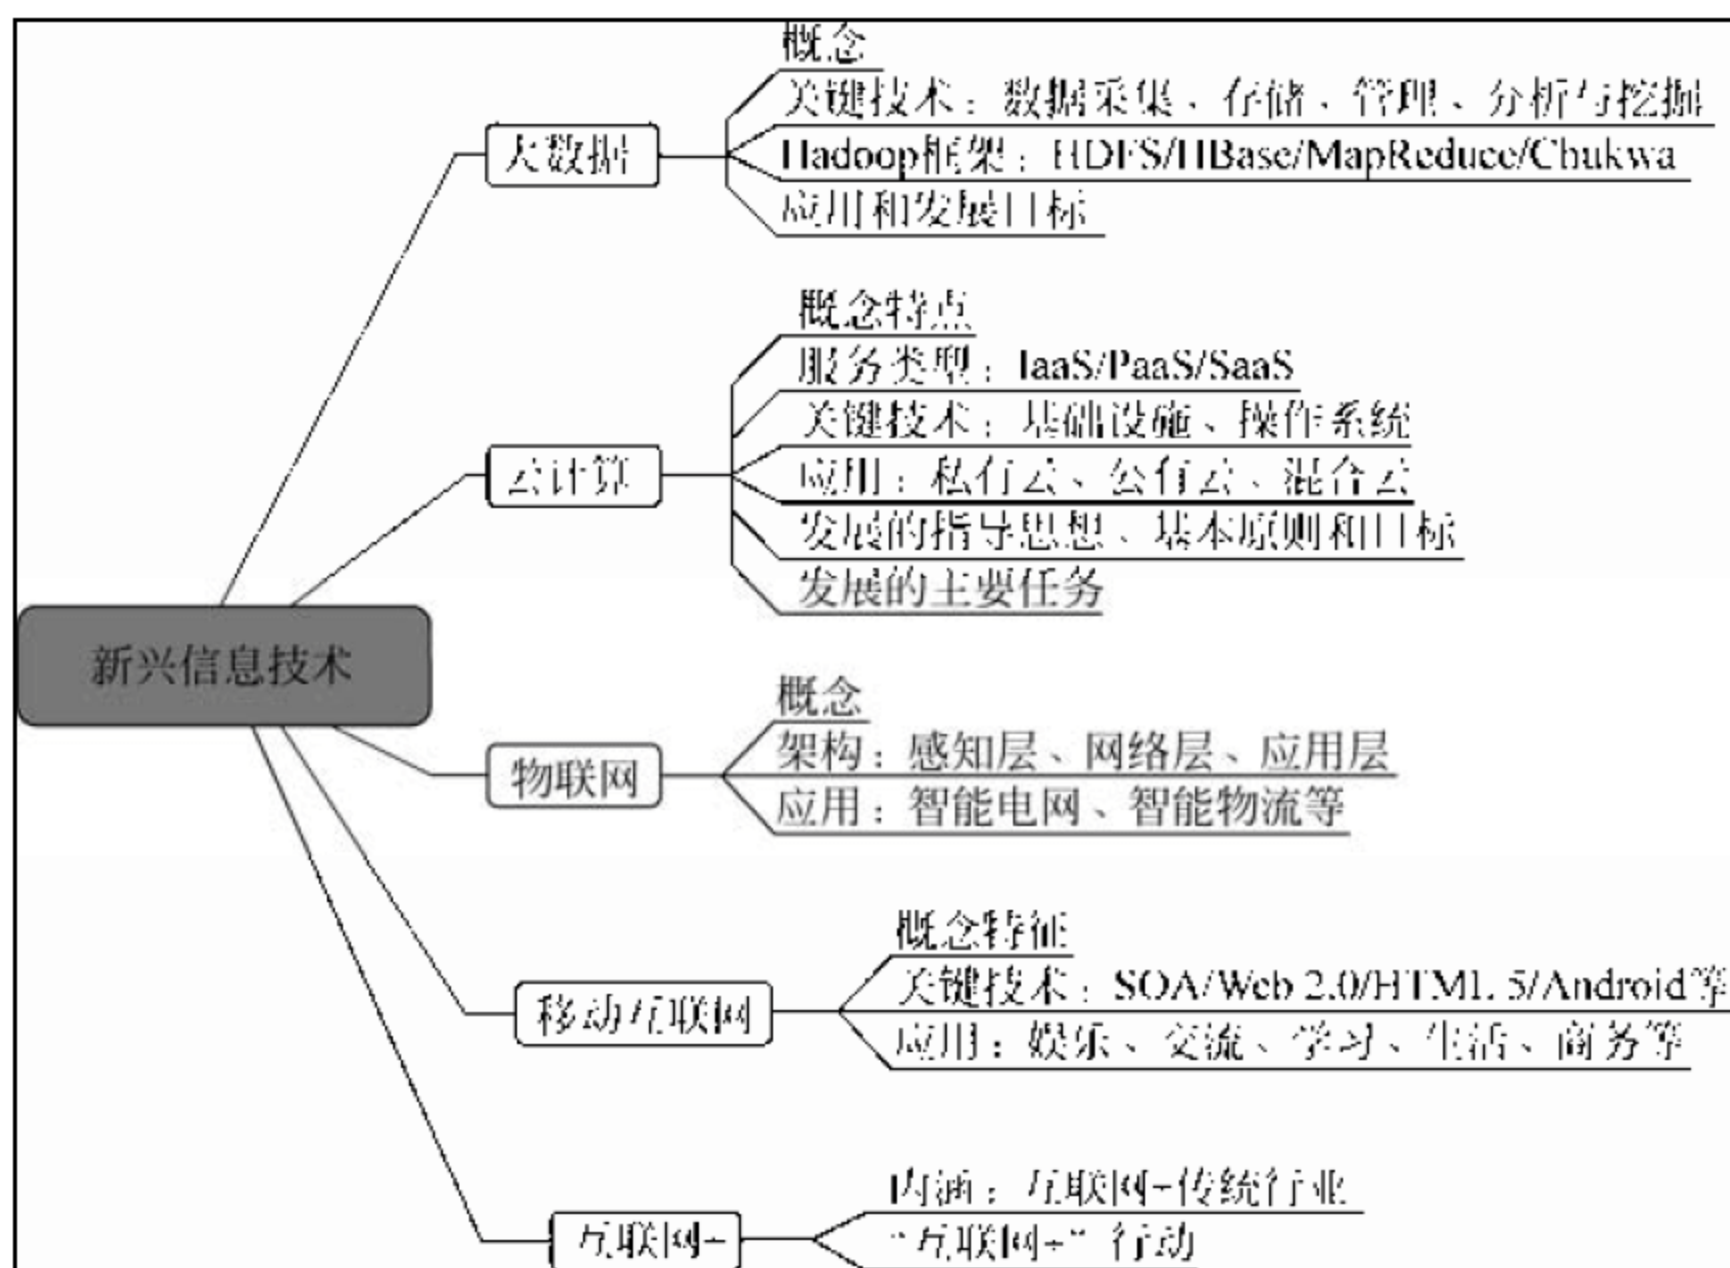 新兴信息技术
大数据
概念
关键技术：数据采集、存储、管理、分析与挖掘
Hadoop框架：HDFS/HBase/MapReduce/Chukwa
应用和发展目标
云计算
概念特点
服务类型：IaaS/PaaS/SaaS
关键技术：基础设施、操作系统
应用：私有云、公有云、混合云
发展的指导思想、基本原则和目标
发展的主要任务
物联网
概念
架构：感知层、网络层、应用层
应用：智能电网、智能物流等
移动互联网
概念特征
关键技术：SOA/Web 2.0/HTML 5/Android等
应用：娱乐、交流、学习、生活、商务等
互联网+
内涵：互联网+传统行业
“互联网+”行动